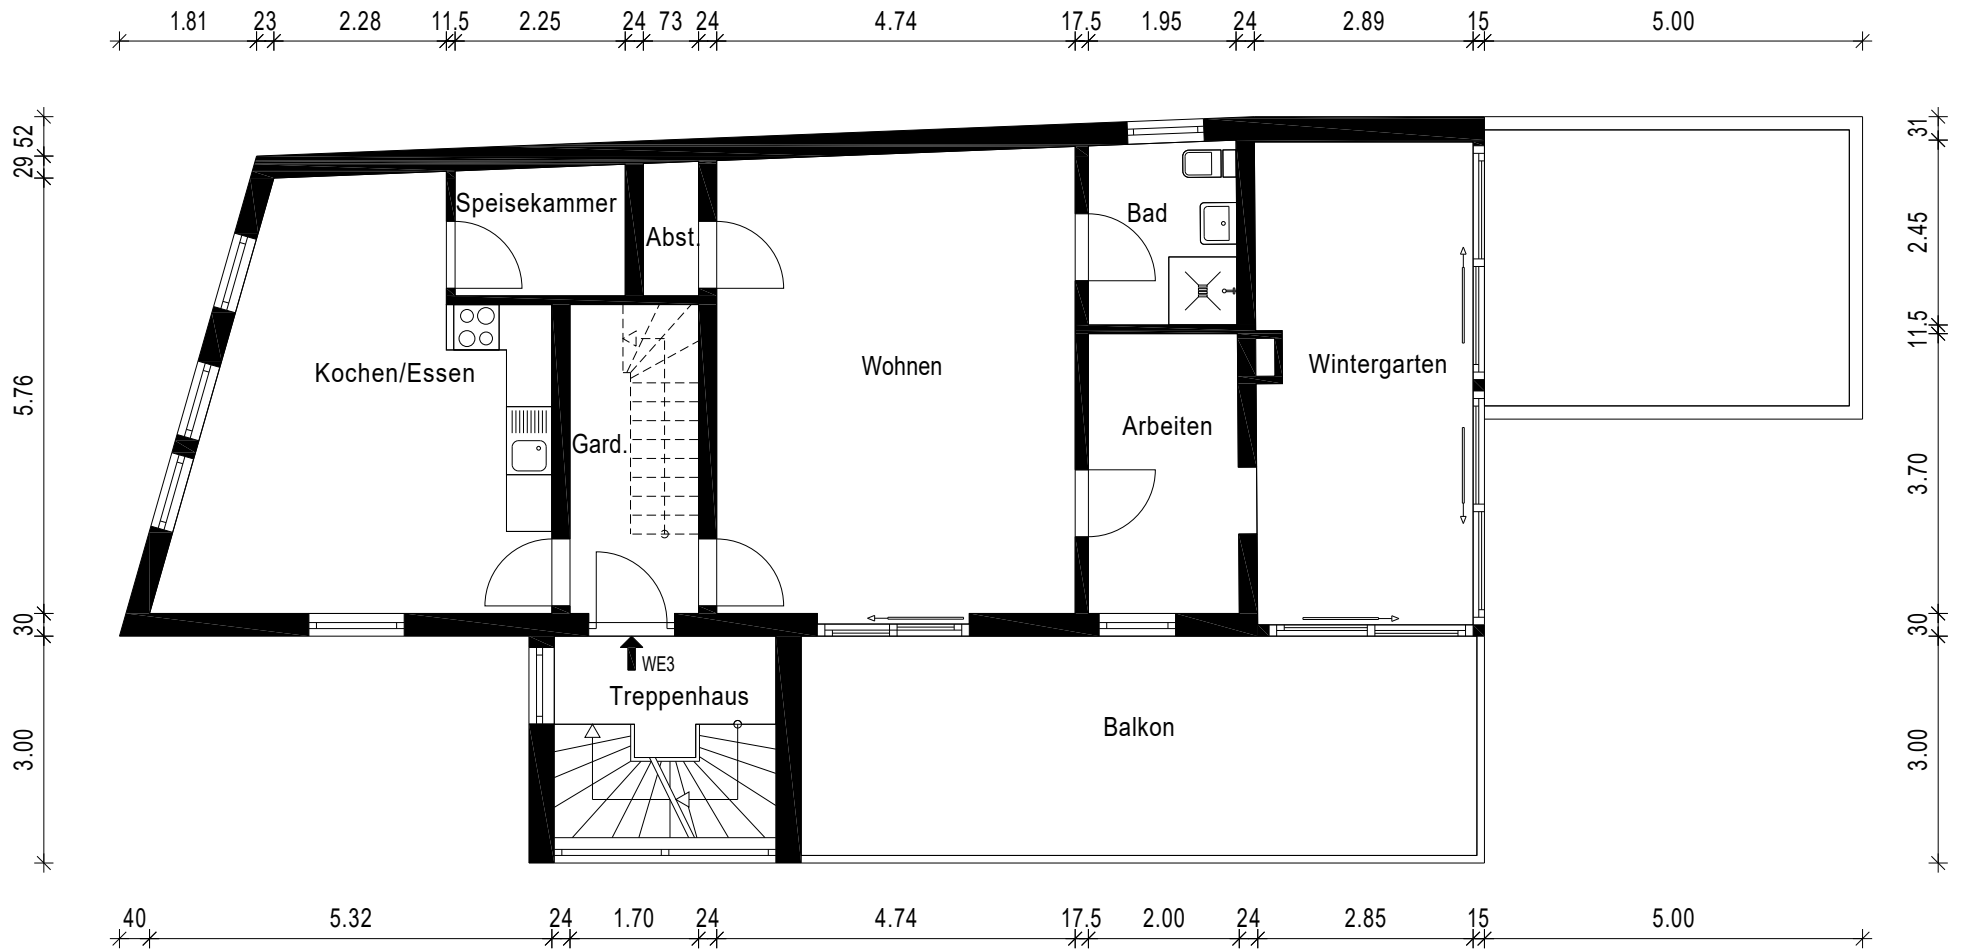 1.81 23 2.28 11.5 2.25 24 73 24 4.74 17.5 1.95 24 2.89 15 5.00
52
29
5.76
30
3.00
Speisekammer
Abst.
Bad
Kochen/Essen
Wohnen
Wintergarten
Gard.
Arbeiten
WE3
Treppenhaus
Balkon
31
2.45
11.5
3.70
30
3.00
40 5.32 24 1.70 24 4.74 17.5 2.00 24 2.85 15 5.00